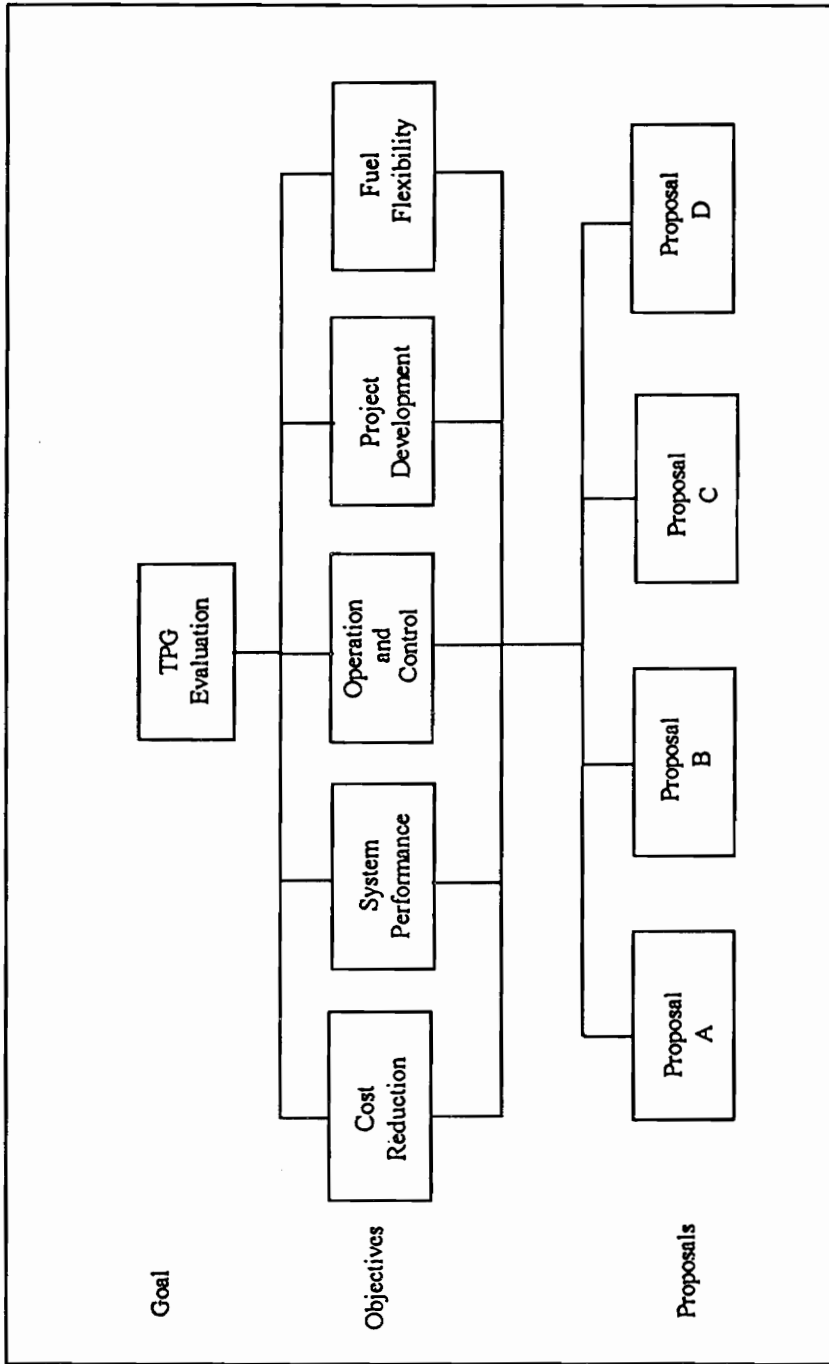 Goal
TPG
Evaluation
Objectives
Cost
Reduction
System
Performance
Operation
and
Control
Project
Development
Fuel
Flexibility
Proposals
Proposal
A
Proposal
B
Proposal
C
Proposal
D